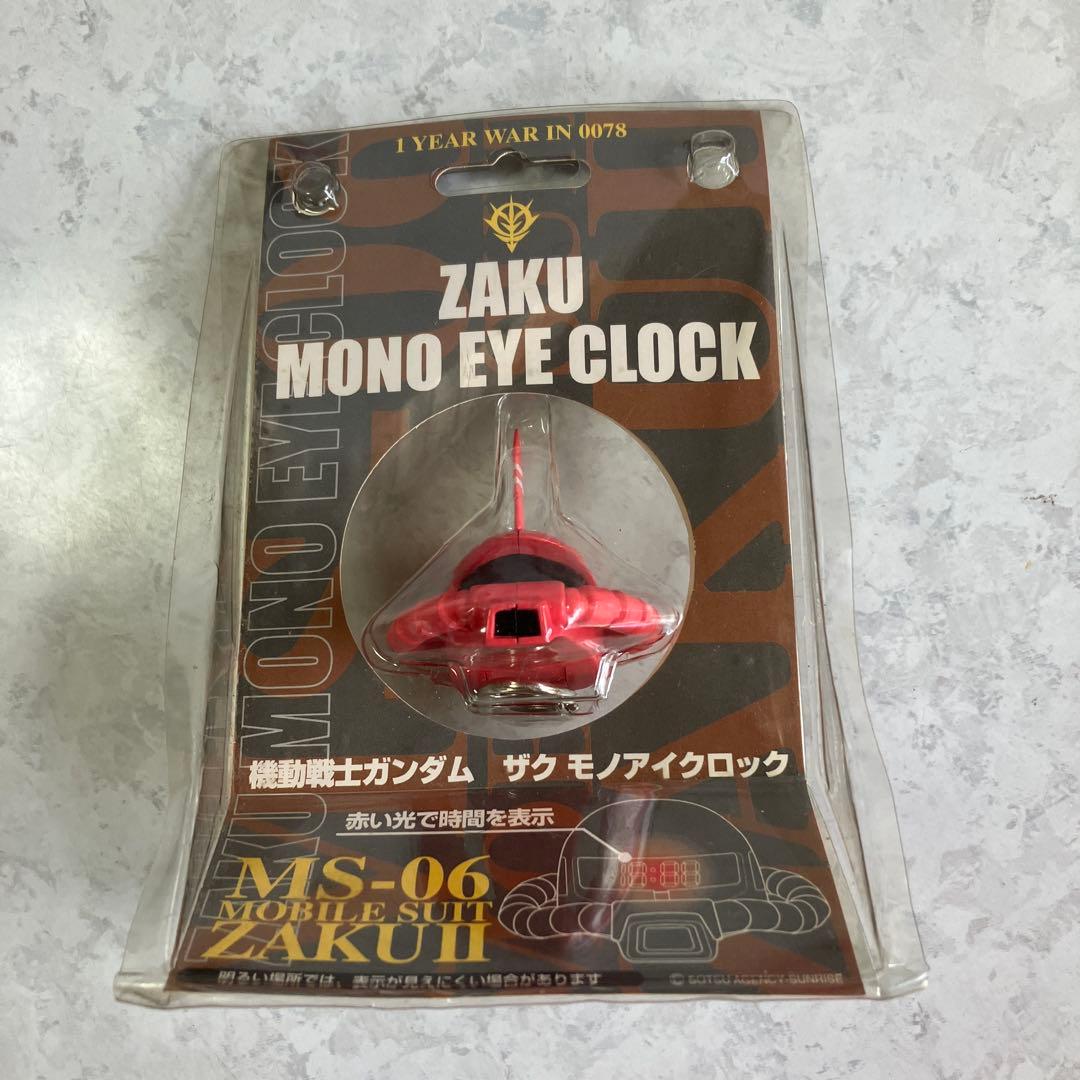 1 YEAR WAR IN 0078
ZAKU
MONO EYE CLOCK
ZAKU MONO EYE CLOCK
機動戦士ガンダム ザク モノアイクロック
赤い光で時間を表示
MS-06
MOBILE SUIT
ZAKUII
明るい場所では、表示が見えにくい場合があります
© SOTSU AGENCY·SUNRISE